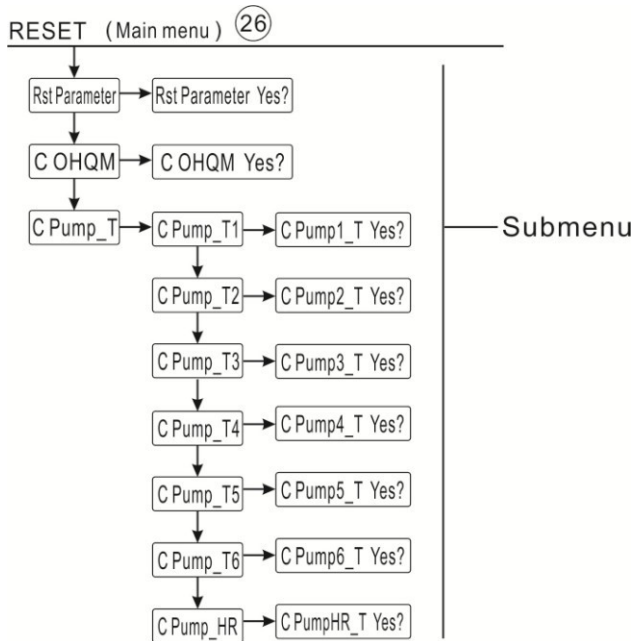 RESET (Main menu) 26
Rst Parameter Rst Parameter Yes?
C OHQM C OHQM Yes?
C Pump_T C Pump_T1 C Pump1_T Yes?
Submenu
C Pump_T2 C Pump2_T Yes?
C Pump_T3 C Pump3_T Yes?
C Pump_T4 C Pump4_T Yes?
C Pump_T5 C Pump5_T Yes?
C Pump_T6 C Pump6_T Yes?
C Pump_HR C PumpHR_T Yes?